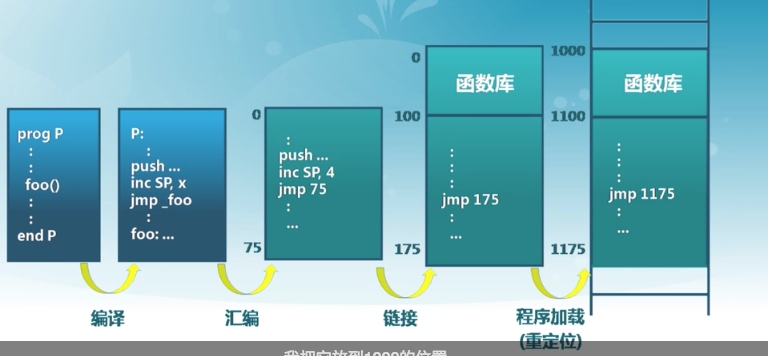 prog P
:
:
foo()
:
:
end P
P:
:
push ...
inc SP, x
jmp _foo
:
foo: ...
0
75
:
push ...
inc SP, 4
jmp 75
:
...
0
100
175
函数库
:
:
:
jmp 175
:
...
1000
1100
1175
函数库
:
:
:
jmp 1175
:
...
编译
汇编
链接
程序加载
(重定位)
我把它放到1000的位置